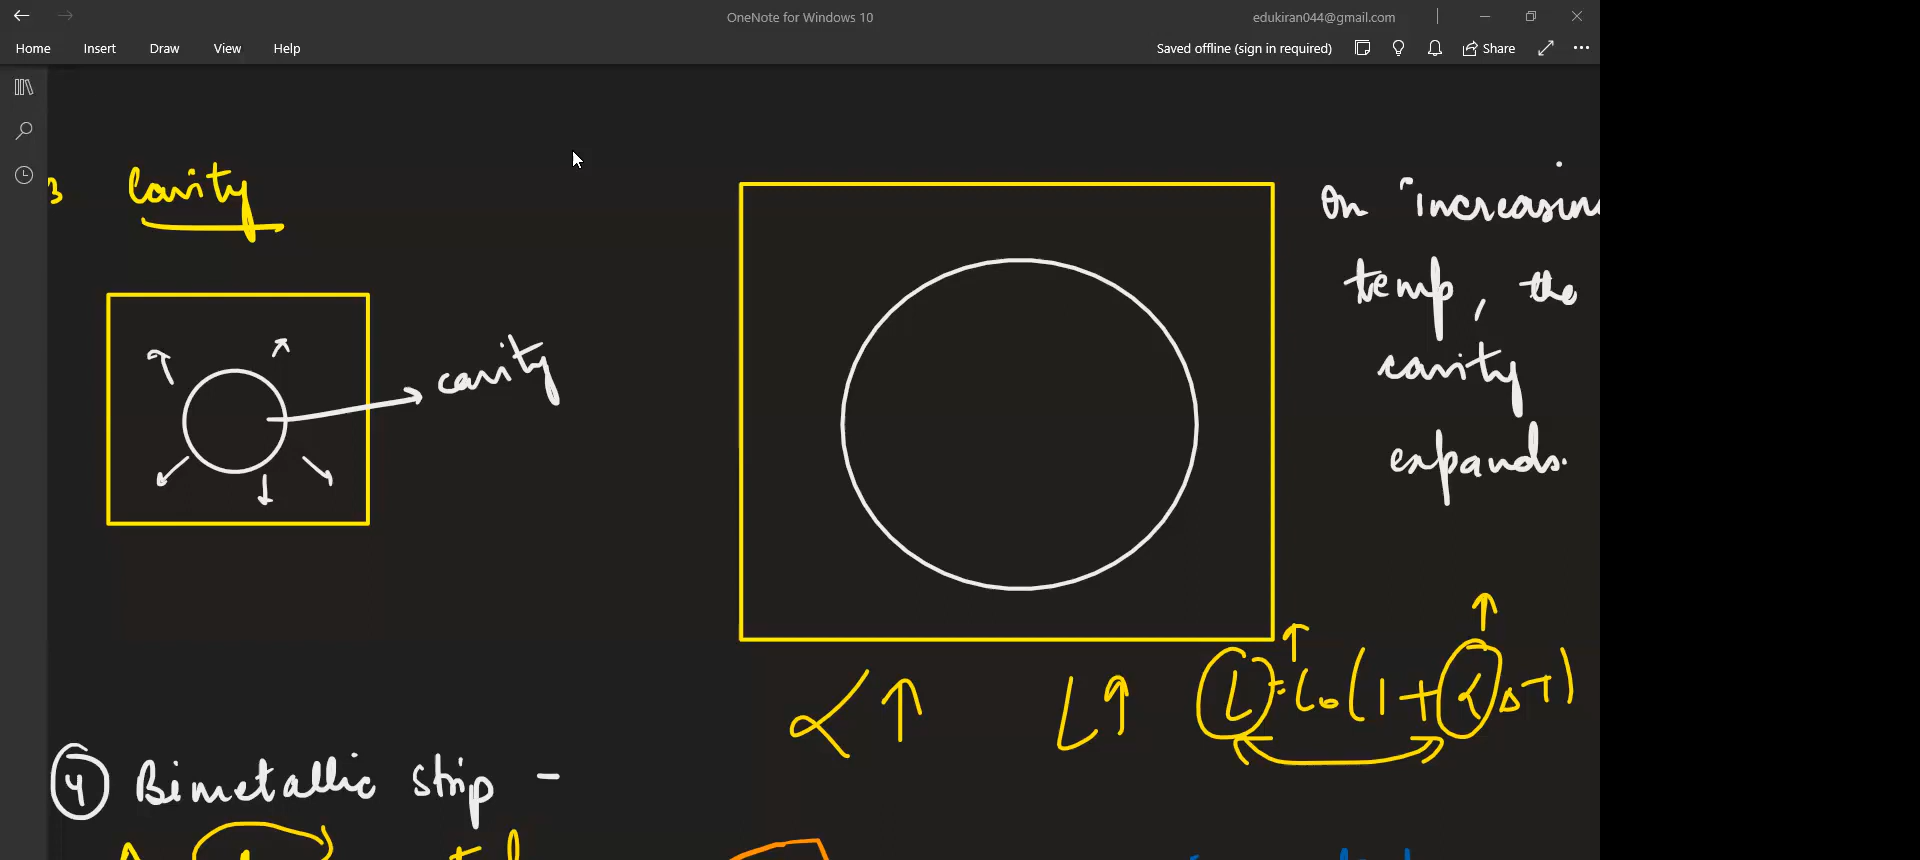 OneNote for Windows 10
edukiran044@gmail.com
Home Insert Draw View Help
Saved offline (sign in required)
Share
3 Cavity
cavity
On increasin
temp, the
cavity
expands.
α↑ L↑ L = L₀(1+αΔT)
4 Bimetallic strip -